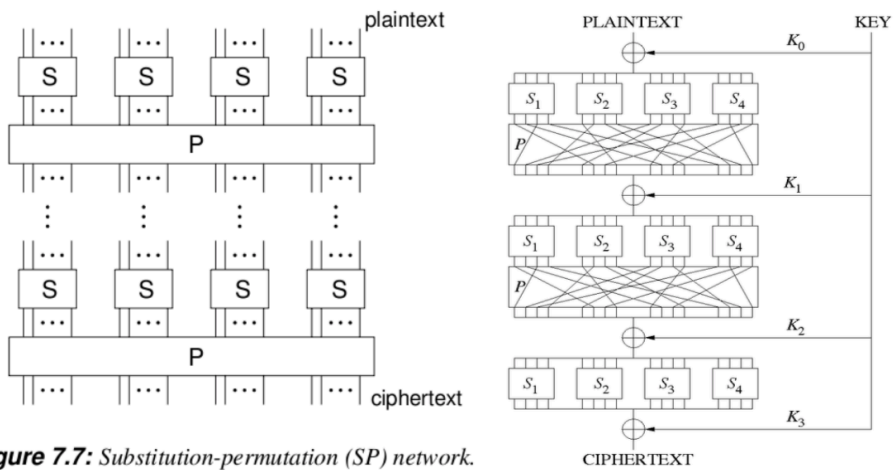 plaintext
S S S S
P
S S S S
P
ciphertext
gure 7.7: Substitution-permutation (SP) network.
PLAINTEXT KEY
K0
S1 S2 S3 S4
P
K1
S1 S2 S3 S4
P
K2
S1 S2 S3 S4
K3
CIPHERTEXT